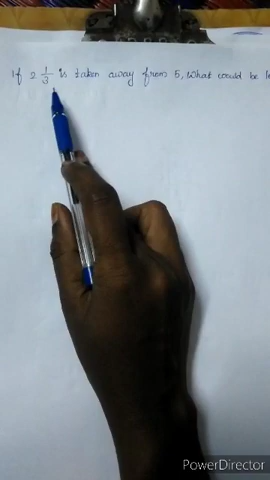 If 2 1/3 is taken away from 5, what could be
PowerDirector